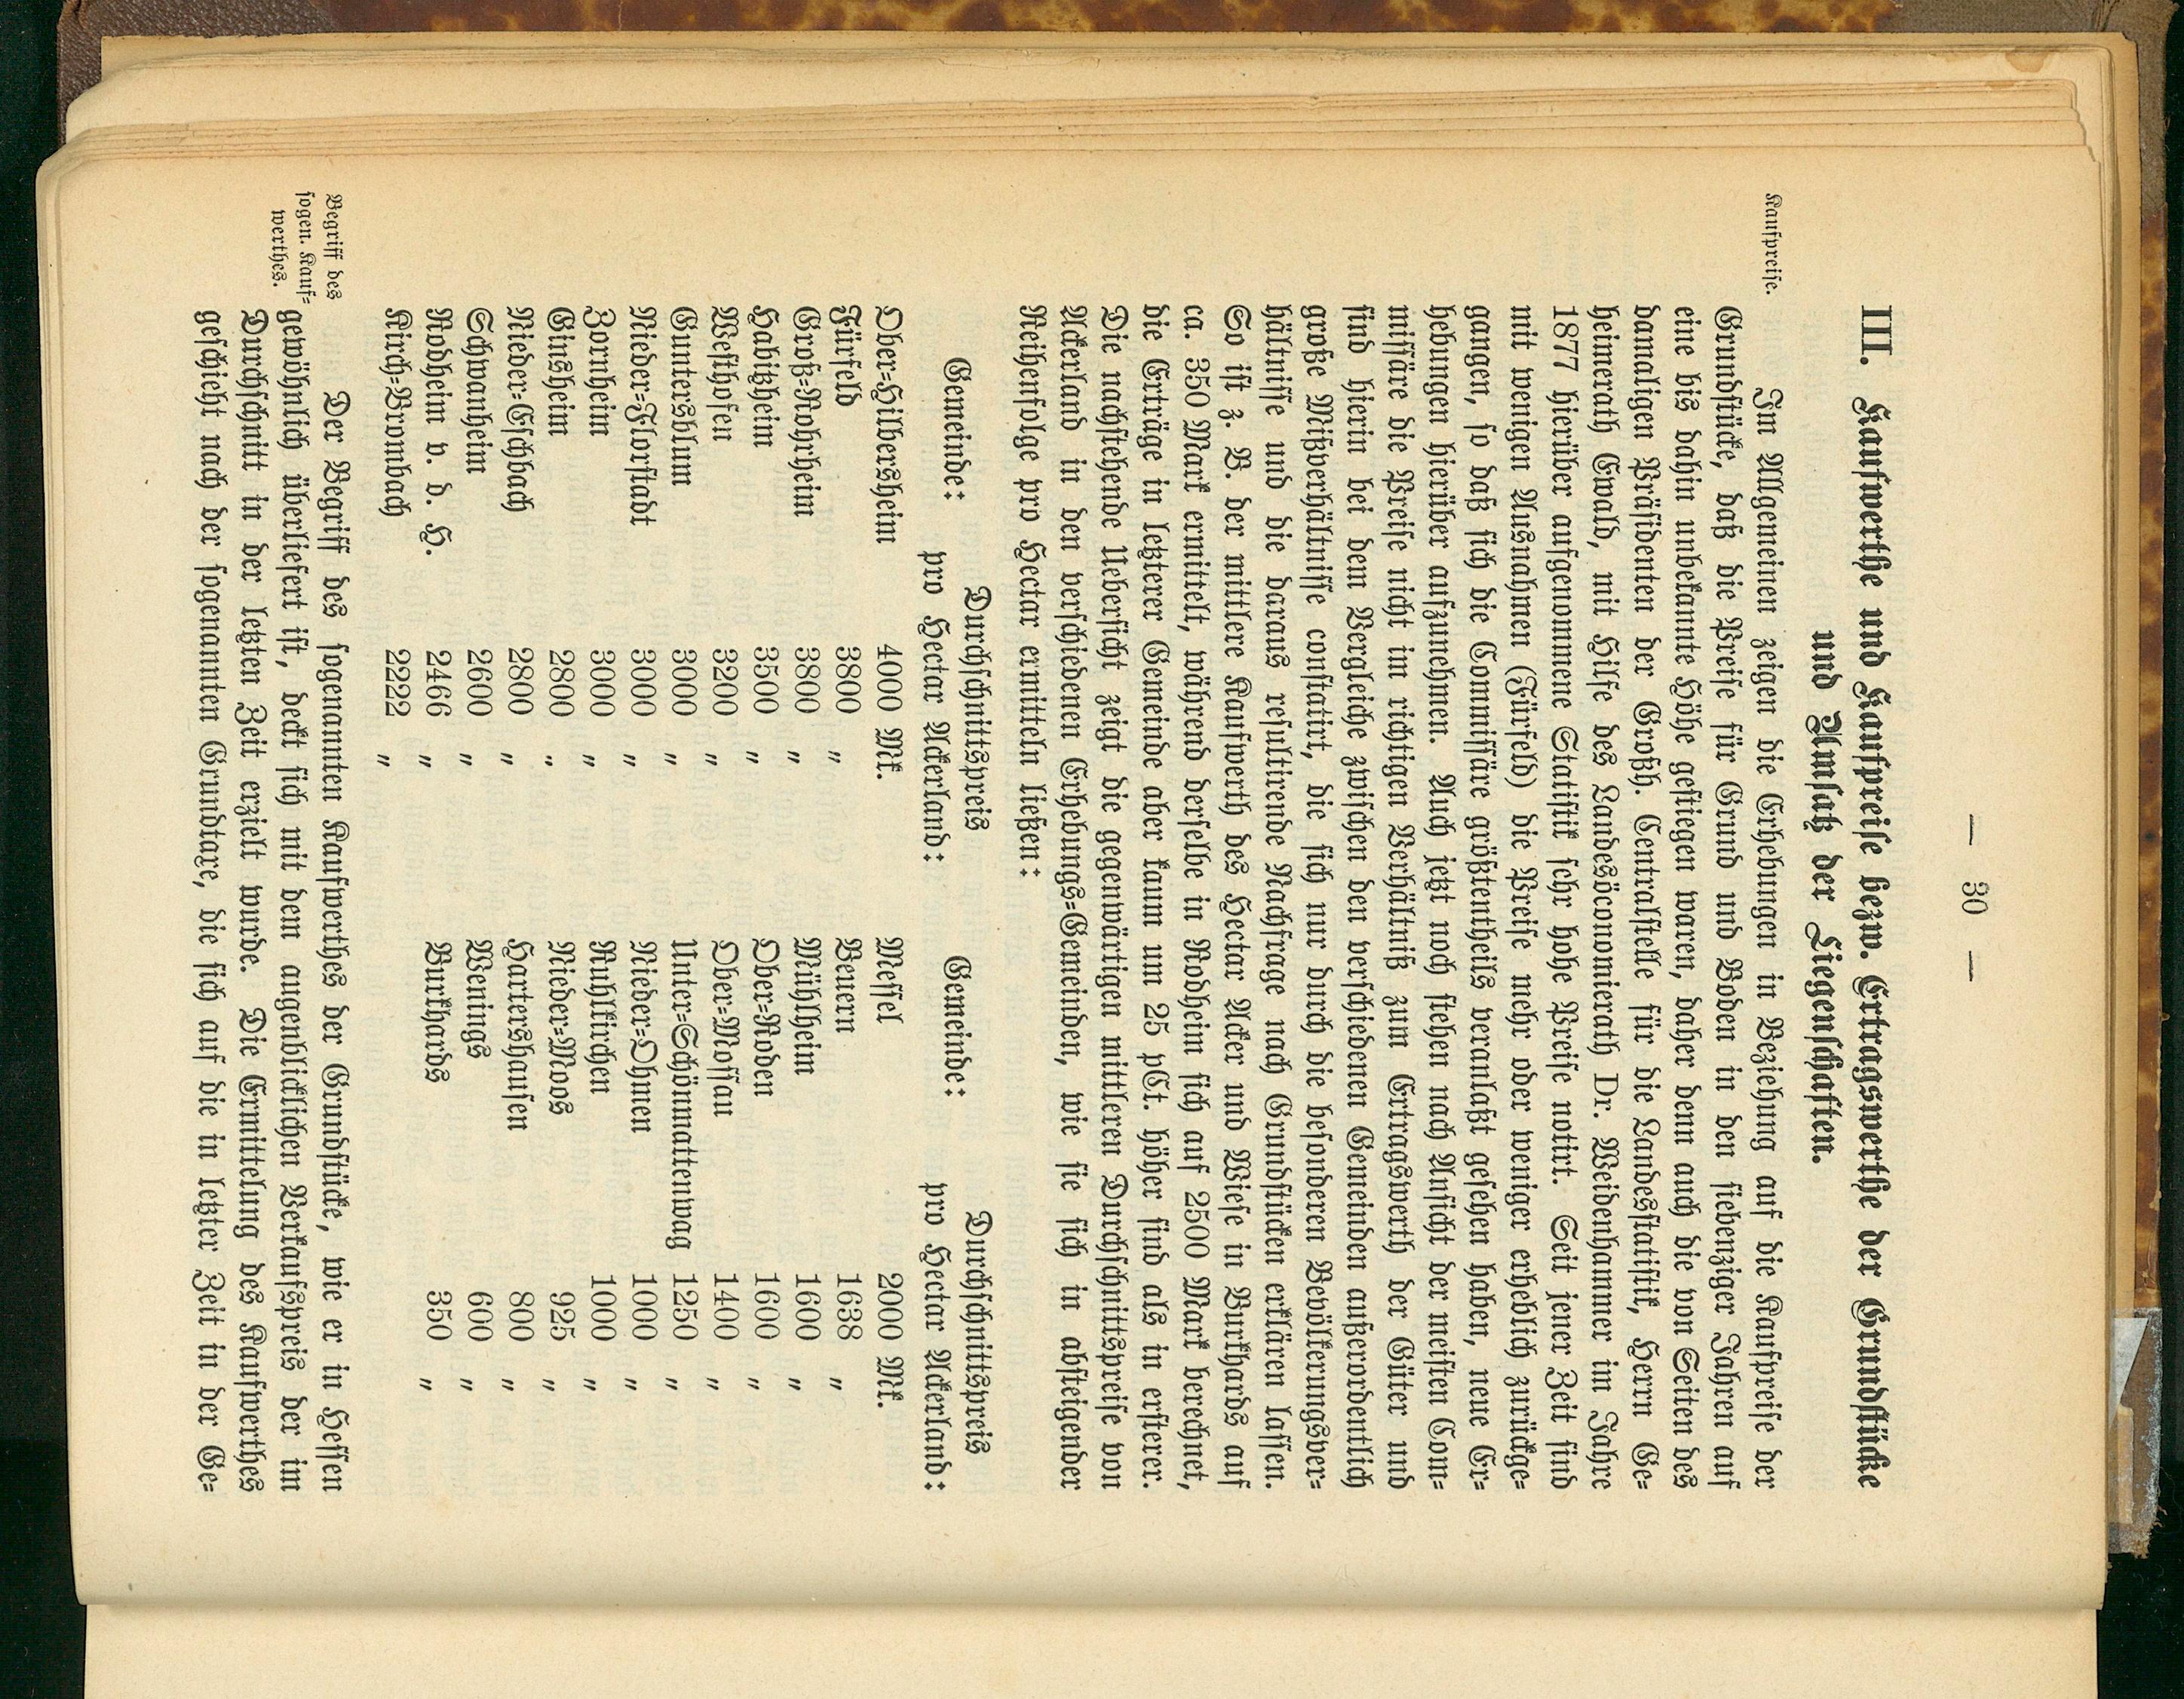 — 30 —
III. Kaufwerthe und Kaufpreise bezw. Ertragswerthe der Grundstücke
und Umsatz der Liegenschaften.
Kaufpreise.
Im Allgemeinen zeigen die Erhebungen in Beziehung auf die Kaufpreise der
Grundstücke, daß die Preise für Grund und Boden in den siebenziger Jahren auf
eine bis dahin unbekannte Höhe gestiegen waren, daher denn auch die von Seiten des
damaligen Präsidenten der Großh. Centralstelle für die Landesstatistik, Herrn Ge=
heimerath Ewald, mit Hilfe des Landesöconomierath Dr. Weidenhammer im Jahre
1877 hierüber aufgenommene Statistik sehr hohe Preise notirt. Seit jener Zeit sind
mit wenigen Ausnahmen (Fürfeld) die Preise mehr oder weniger erheblich zurückge=
gangen, so daß sich die Commissäre größtentheils veranlaßt gesehen haben, neue Er=
hebungen hierüber aufzunehmen. Auch jetzt noch stehen nach Ansicht der meisten Com=
missäre die Preise nicht im richtigen Verhältniß zum Ertragswerth der Güter und
sind hierin bei dem Vergleiche zwischen den verschiedenen Gemeinden außerordentlich
große Mißverhältnisse constatirt, die sich nur durch die besonderen Bevölkerungsver=
hältnisse und die daraus resultirende Nachfrage nach Grundstücken erklären lassen.
So ist z. B. der mittlere Kaufwerth des Hectar Acker und Wiese in Burkhards auf
ca. 350 Mark ermittelt, während derselbe in Rodheim sich auf 2500 Mark berechnet,
die Erträge in letzterer Gemeinde aber kaum um 25 pCt. höher sind als in ersterer.
Die nachstehende Uebersicht zeigt die gegenwärtigen mittleren Durchschnittspreise von
Ackerland in den verschiedenen Erhebungs=Gemeinden, wie sie sich in absteigender
Reihenfolge pro Hectar ermitteln ließen:
Gemeinde: Durchschnittspreis pro Hectar Ackerland: Gemeinde: Durchschnittspreis pro Hectar Ackerland:
Ober=Hilbersheim 4000 Mk. Messel 2000 Mk.
Fürfeld 3800 " Beuern 1638 "
Groß=Rohrheim 3800 " Mühlheim 1600 "
Habitzheim 3500 " Ober=Roden 1600 "
Westhofen 3200 " Ober=Mossau 1400 "
Guntersblum 3000 " Unter=Schönmattenwag 1250 "
Nieder=Florstadt 3000 " Nieder=Ohmen 1000 "
Zornheim 3000 " Ruhlkirchen 1000 "
Ginsheim 2800 " Nieder=Moos 925 "
Nieder=Eschbach 2800 " Hartershausen 800 "
Schwanheim 2600 " Wenings 600 "
Rodheim v. d. H. 2466 " Burkhards 350 "
Kirch=Brombach 2222 "
Begriff des
sogen. Kauf=
werthes.
Der Begriff des sogenannten Kaufwerthes der Grundstücke, wie er in Hessen
gewöhnlich überliefert ist, deckt sich mit dem augenblicklichen Verkaufspreis der im
Durchschnitt in der letzten Zeit erzielt wurde. Die Ermittelung des Kaufwerthes
geschieht nach der sogenannten Grundtaxe, die sich auf die in letzter Zeit in der Ge=